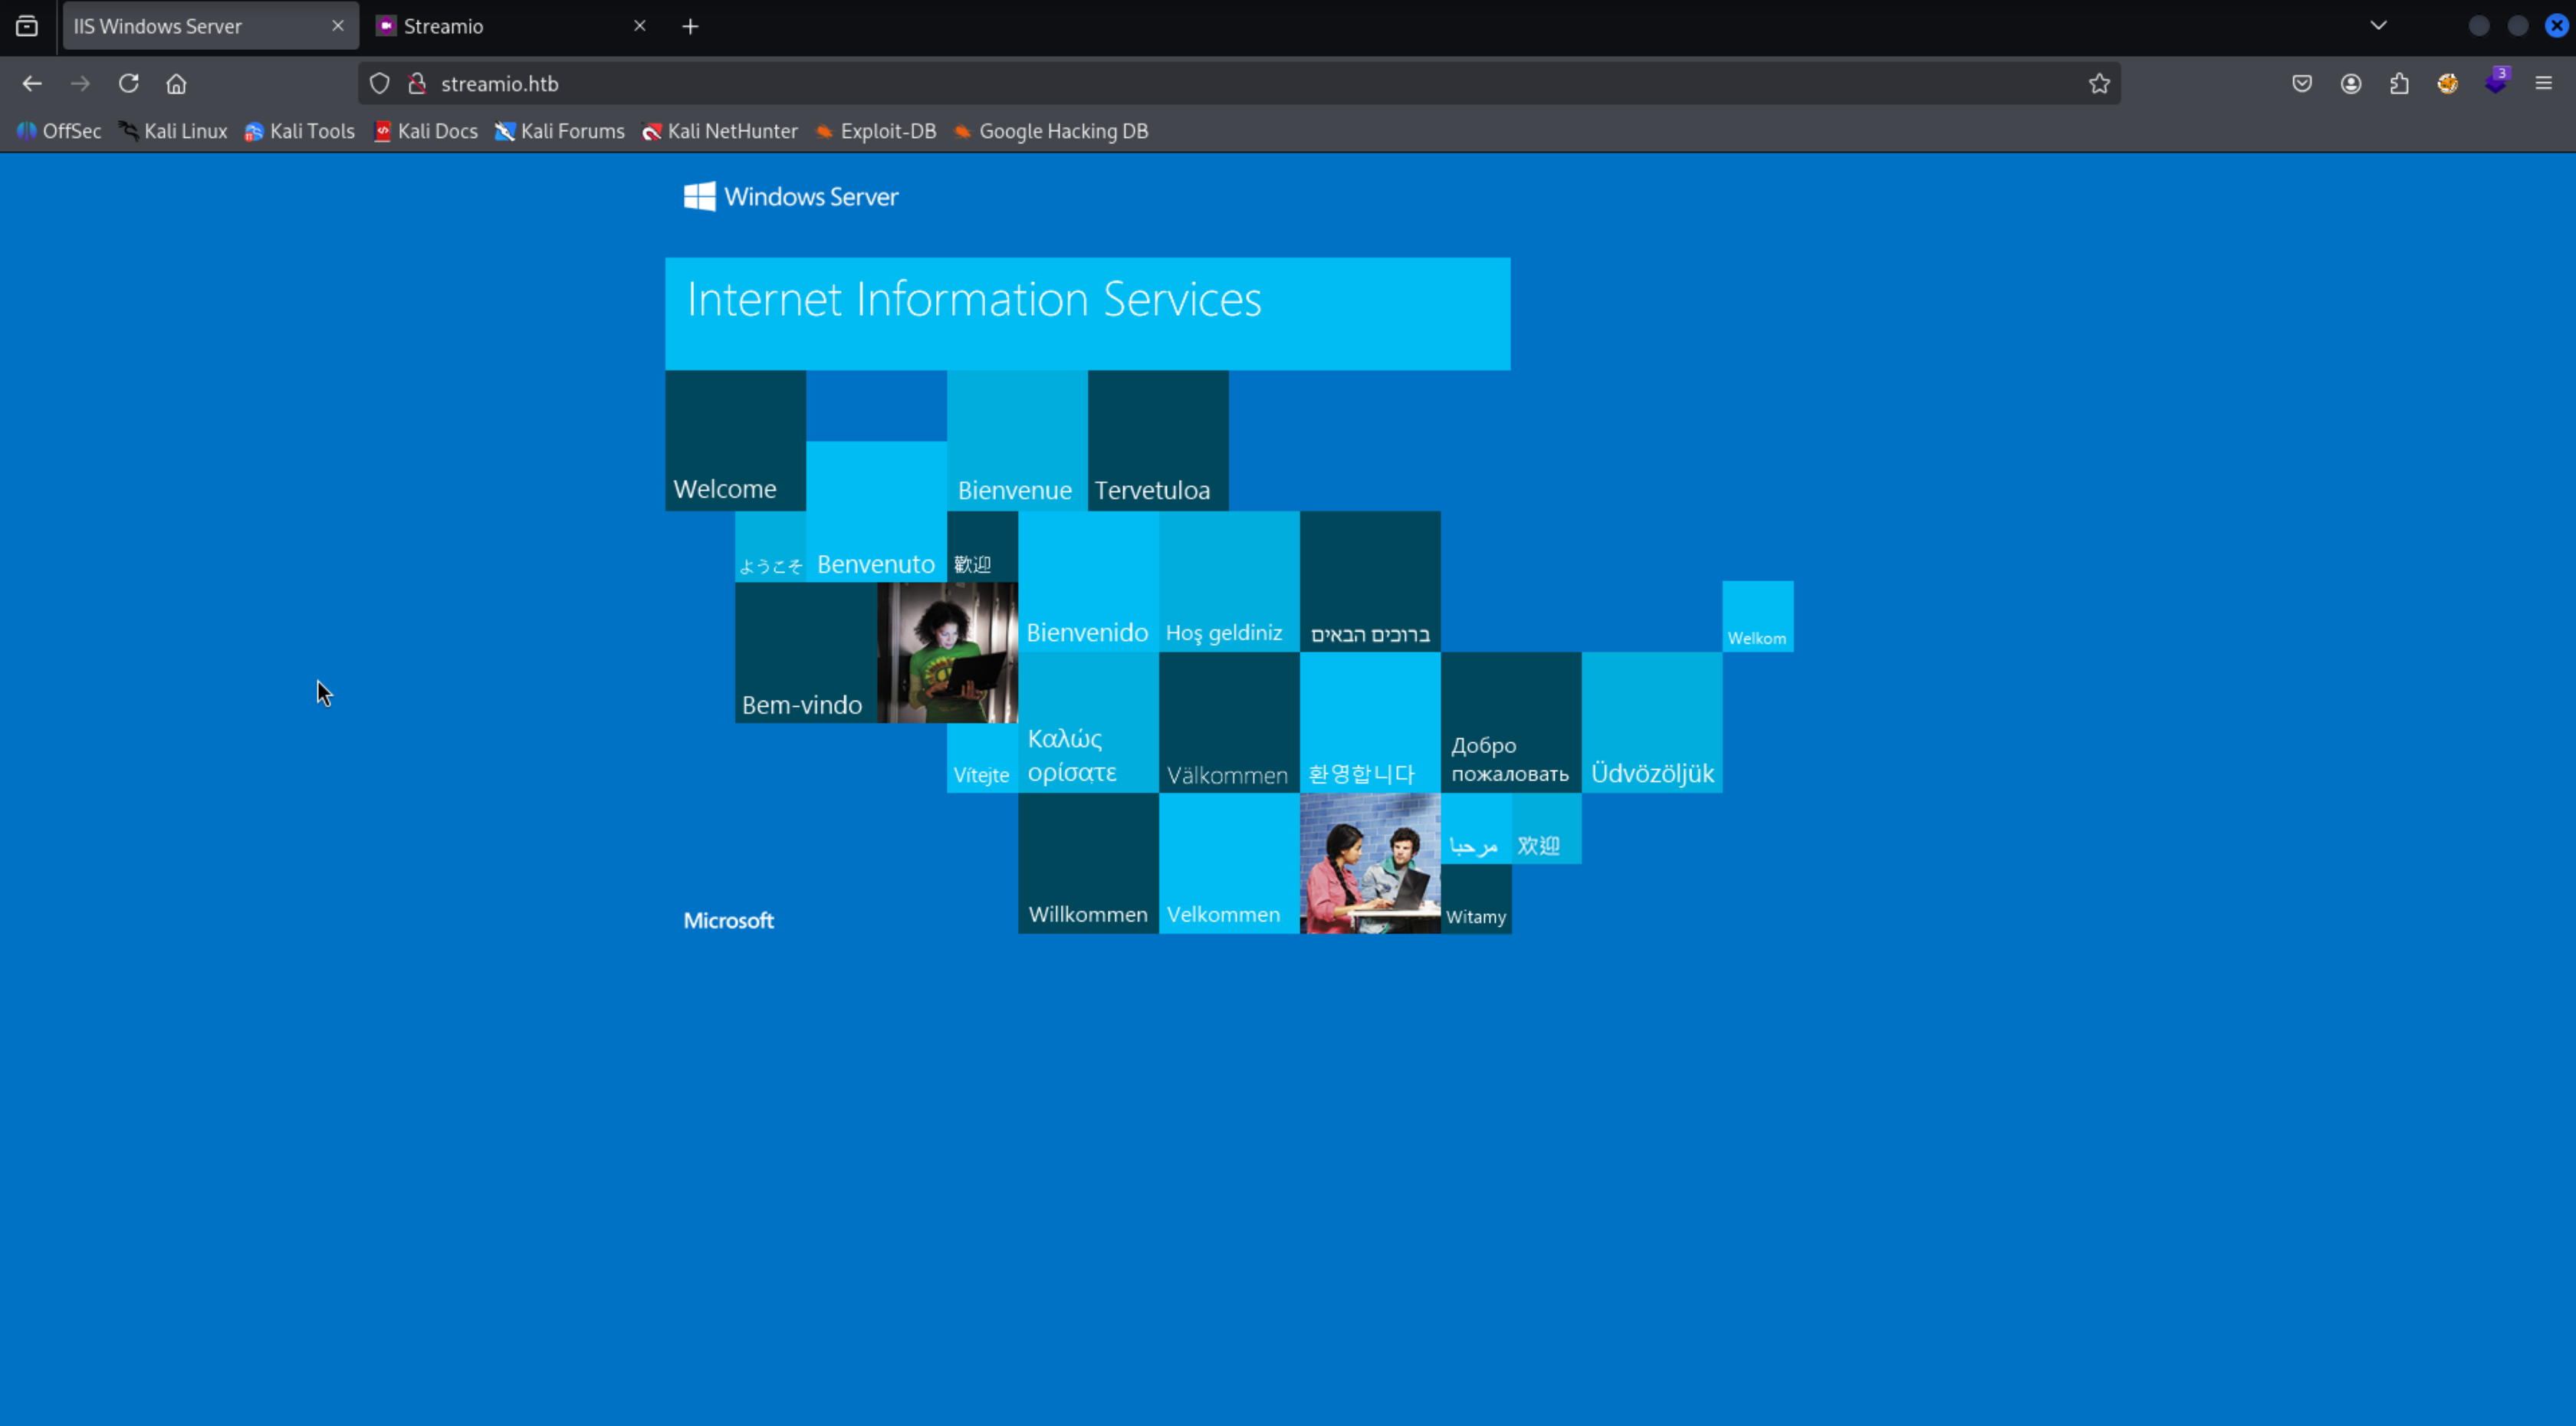 IIS Windows Server
Streamio
streamio.htb
3
OffSec
Kali Linux
Kali Tools
Kali Docs
Kali Forums
Kali NetHunter
Exploit-DB
Google Hacking DB
Windows Server
Internet Information Services
Welcome
Bienvenue
Tervetuloa
ようこそ
Benvenuto
歡迎
Bienvenido
Hoş geldiniz
ברוכים הבאים
Welkom
Bem-vindo
Vítejte
Καλώς
ορίσατε
Välkommen
환영합니다
Добро
пожаловать
Üdvözöljük
مرحبا
欢迎
Microsoft
Willkommen
Velkommen
Witamy